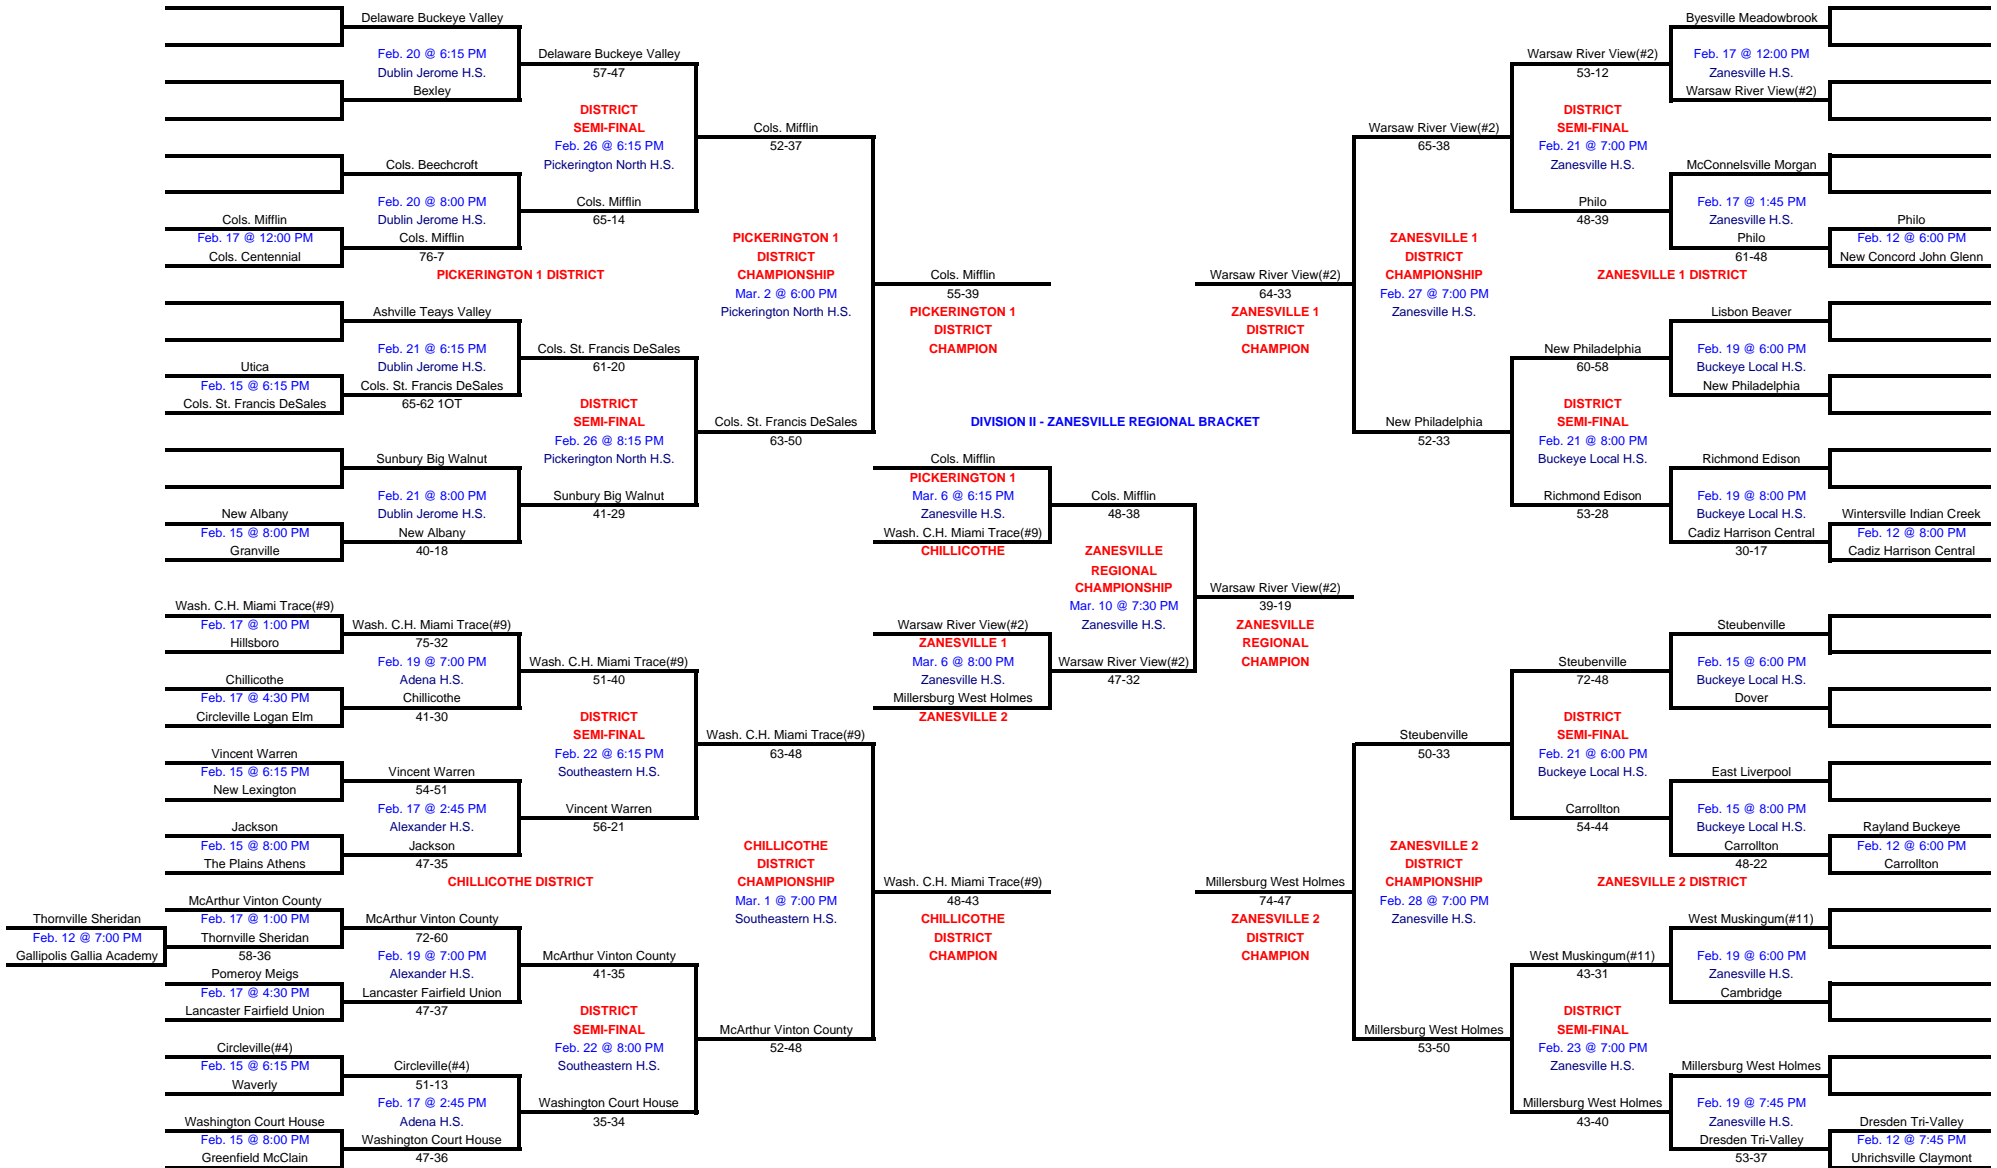 Delaware Buckeye Valley
Feb. 20 @ 6:15 PM
Dublin Jerome H.S.
Bexley
Delaware Buckeye Valley
57-47
DISTRICT
SEMI-FINAL
Feb. 26 @ 6:15 PM
Pickerington North H.S.
Cols. Beechcroft
Feb. 20 @ 8:00 PM
Dublin Jerome H.S.
Cols. Mifflin
76-7
Cols. Mifflin
Feb. 17 @ 12:00 PM
Cols. Centennial
Cols. Mifflin
65-14
Cols. Mifflin
52-37
PICKERINGTON 1 DISTRICT
PICKERINGTON 1
DISTRICT
CHAMPIONSHIP
Mar. 2 @ 6:00 PM
Pickerington North H.S.
Cols. Mifflin
55-39
PICKERINGTON 1
DISTRICT
CHAMPION
Ashville Teays Valley
Feb. 21 @ 6:15 PM
Dublin Jerome H.S.
Cols. St. Francis DeSales
65-62 1OT
Utica
Feb. 15 @ 6:15 PM
Cols. St. Francis DeSales
Cols. St. Francis DeSales
61-20
DISTRICT
SEMI-FINAL
Feb. 26 @ 8:15 PM
Pickerington North H.S.
Cols. St. Francis DeSales
63-50
Sunbury Big Walnut
Feb. 21 @ 8:00 PM
Dublin Jerome H.S.
New Albany
40-18
New Albany
Feb. 15 @ 8:00 PM
Granville
Sunbury Big Walnut
41-29
Wash. C.H. Miami Trace(#9)
Feb. 17 @ 1:00 PM
Hillsboro
Wash. C.H. Miami Trace(#9)
75-32
Feb. 19 @ 7:00 PM
Adena H.S.
Chillicothe
41-30
Chillicothe
Feb. 17 @ 4:30 PM
Circleville Logan Elm
Wash. C.H. Miami Trace(#9)
51-40
DISTRICT
SEMI-FINAL
Feb. 22 @ 6:15 PM
Southeastern H.S.
Wash. C.H. Miami Trace(#9)
63-48
Vincent Warren
Feb. 15 @ 6:15 PM
New Lexington
Vincent Warren
54-51
Feb. 17 @ 2:45 PM
Alexander H.S.
Jackson
47-35
Jackson
Feb. 15 @ 8:00 PM
The Plains Athens
Vincent Warren
56-21
CHILLICOTHE DISTRICT
CHILLICOTHE
DISTRICT
CHAMPIONSHIP
Mar. 1 @ 7:00 PM
Southeastern H.S.
Wash. C.H. Miami Trace(#9)
48-43
CHILLICOTHE
DISTRICT
CHAMPION
Thornville Sheridan
Feb. 12 @ 7:00 PM
Gallipolis Gallia Academy
McArthur Vinton County
Feb. 17 @ 1:00 PM
Thornville Sheridan
58-36
McArthur Vinton County
72-60
Feb. 19 @ 7:00 PM
Alexander H.S.
Lancaster Fairfield Union
47-37
Pomeroy Meigs
Feb. 17 @ 4:30 PM
Lancaster Fairfield Union
McArthur Vinton County
41-35
DISTRICT
SEMI-FINAL
Feb. 22 @ 8:00 PM
Southeastern H.S.
McArthur Vinton County
52-48
Circleville(#4)
Feb. 15 @ 6:15 PM
Waverly
Circleville(#4)
51-13
Feb. 17 @ 2:45 PM
Adena H.S.
Washington Court House
47-36
Washington Court House
Feb. 15 @ 8:00 PM
Greenfield McClain
Washington Court House
35-34
DIVISION II - ZANESVILLE REGIONAL BRACKET
Cols. Mifflin
PICKERINGTON 1
Mar. 6 @ 6:15 PM
Zanesville H.S.
Wash. C.H. Miami Trace(#9)
CHILLICOTHE
Cols. Mifflin
48-38
ZANESVILLE
REGIONAL
CHAMPIONSHIP
Mar. 10 @ 7:30 PM
Zanesville H.S.
Warsaw River View(#2)
ZANESVILLE 1
Mar. 6 @ 8:00 PM
Zanesville H.S.
Millersburg West Holmes
ZANESVILLE 2
Warsaw River View(#2)
47-32
Warsaw River View(#2)
39-19
ZANESVILLE
REGIONAL
CHAMPION
Byesville Meadowbrook
Feb. 17 @ 12:00 PM
Zanesville H.S.
Warsaw River View(#2)
Warsaw River View(#2)
53-12
DISTRICT
SEMI-FINAL
Feb. 21 @ 7:00 PM
Zanesville H.S.
Warsaw River View(#2)
65-38
McConnelsville Morgan
Feb. 17 @ 1:45 PM
Zanesville H.S.
Philo
61-48
Philo
Feb. 12 @ 6:00 PM
New Concord John Glenn
Philo
48-39
ZANESVILLE 1 DISTRICT
ZANESVILLE 1
DISTRICT
CHAMPIONSHIP
Feb. 27 @ 7:00 PM
Zanesville H.S.
Warsaw River View(#2)
64-33
ZANESVILLE 1
DISTRICT
CHAMPION
Lisbon Beaver
Feb. 19 @ 6:00 PM
Buckeye Local H.S.
New Philadelphia
New Philadelphia
60-58
DISTRICT
SEMI-FINAL
Feb. 21 @ 8:00 PM
Buckeye Local H.S.
New Philadelphia
52-33
Richmond Edison
Feb. 19 @ 8:00 PM
Buckeye Local H.S.
Cadiz Harrison Central
30-17
Wintersville Indian Creek
Feb. 12 @ 8:00 PM
Cadiz Harrison Central
Richmond Edison
53-28
Steubenville
Feb. 15 @ 6:00 PM
Buckeye Local H.S.
Dover
Steubenville
72-48
DISTRICT
SEMI-FINAL
Feb. 21 @ 6:00 PM
Buckeye Local H.S.
Steubenville
50-33
East Liverpool
Feb. 15 @ 8:00 PM
Buckeye Local H.S.
Carrollton
48-22
Rayland Buckeye
Feb. 12 @ 6:00 PM
Carrollton
Carrollton
54-44
ZANESVILLE 2 DISTRICT
ZANESVILLE 2
DISTRICT
CHAMPIONSHIP
Feb. 28 @ 7:00 PM
Zanesville H.S.
Millersburg West Holmes
74-47
ZANESVILLE 2
DISTRICT
CHAMPION
West Muskingum(#11)
Feb. 19 @ 6:00 PM
Zanesville H.S.
Cambridge
West Muskingum(#11)
43-31
DISTRICT
SEMI-FINAL
Feb. 23 @ 7:00 PM
Zanesville H.S.
Millersburg West Holmes
53-50
Millersburg West Holmes
Feb. 19 @ 7:45 PM
Zanesville H.S.
Dresden Tri-Valley
53-37
Dresden Tri-Valley
Feb. 12 @ 7:45 PM
Uhrichsville Claymont
Millersburg West Holmes
43-40